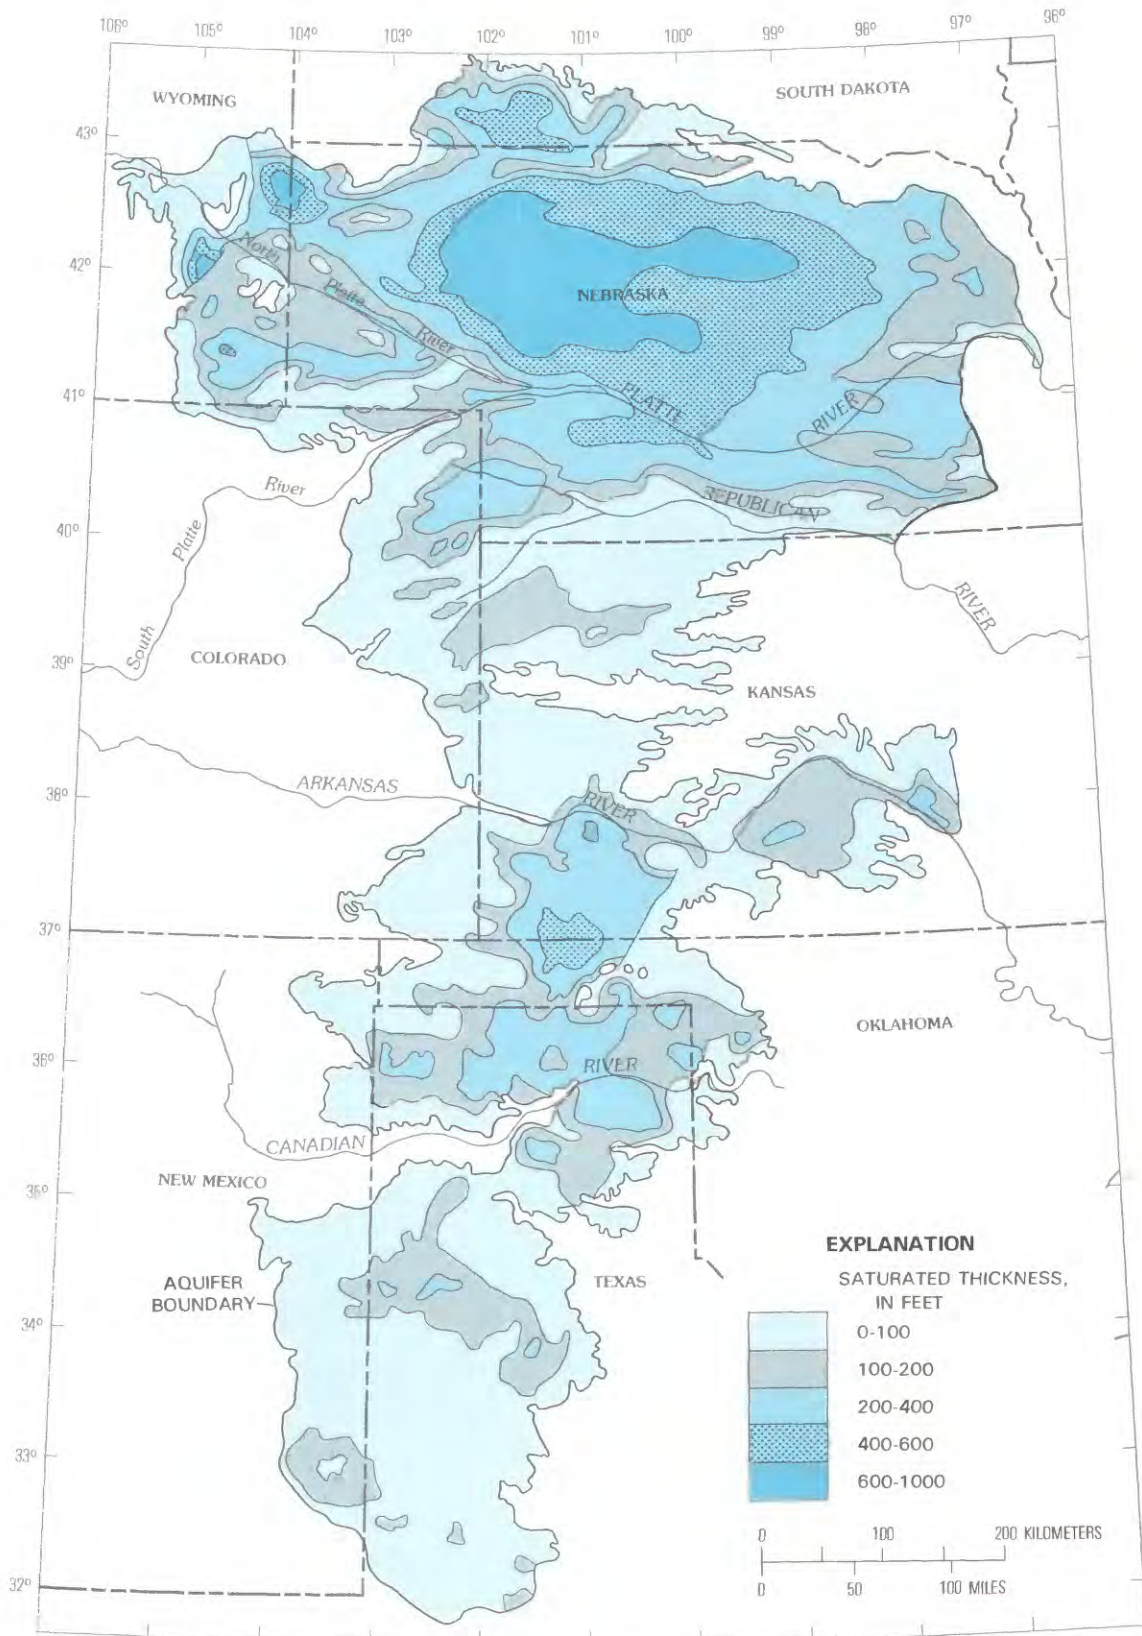 106° 105° 104° 103° 102° 101° 100° 99° 98° 97° 96°
WYOMING
SOUTH DAKOTA
43°
North
42°
Platte
NEBRASKA
River
41°
PLATTE
RIVER
River
REPUBLICAN
40°
Platte
RIVER
South
COLORADO
39°
KANSAS
ARKANSAS
38°
RIVER
37°
OKLAHOMA
36°
RIVER
CANADIAN
NEW MEXICO
35°
AQUIFER
BOUNDARY
TEXAS
34°
33°
32°
EXPLANATION
SATURATED THICKNESS,
IN FEET
0-100
100-200
200-400
400-600
600-1000
0 100 200 KILOMETERS
0 50 100 MILES